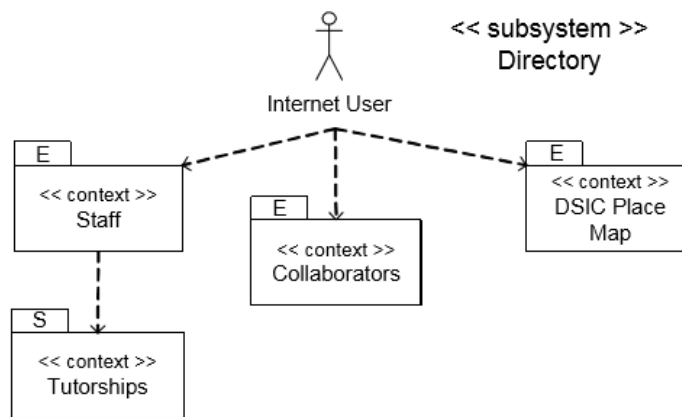 << subsystem >>
Directory
Internet User
E
<< context >>
Staff
E
<< context >>
Collaborators
E
<< context >>
DSIC Place
Map
S
<< context >>
Tutorships